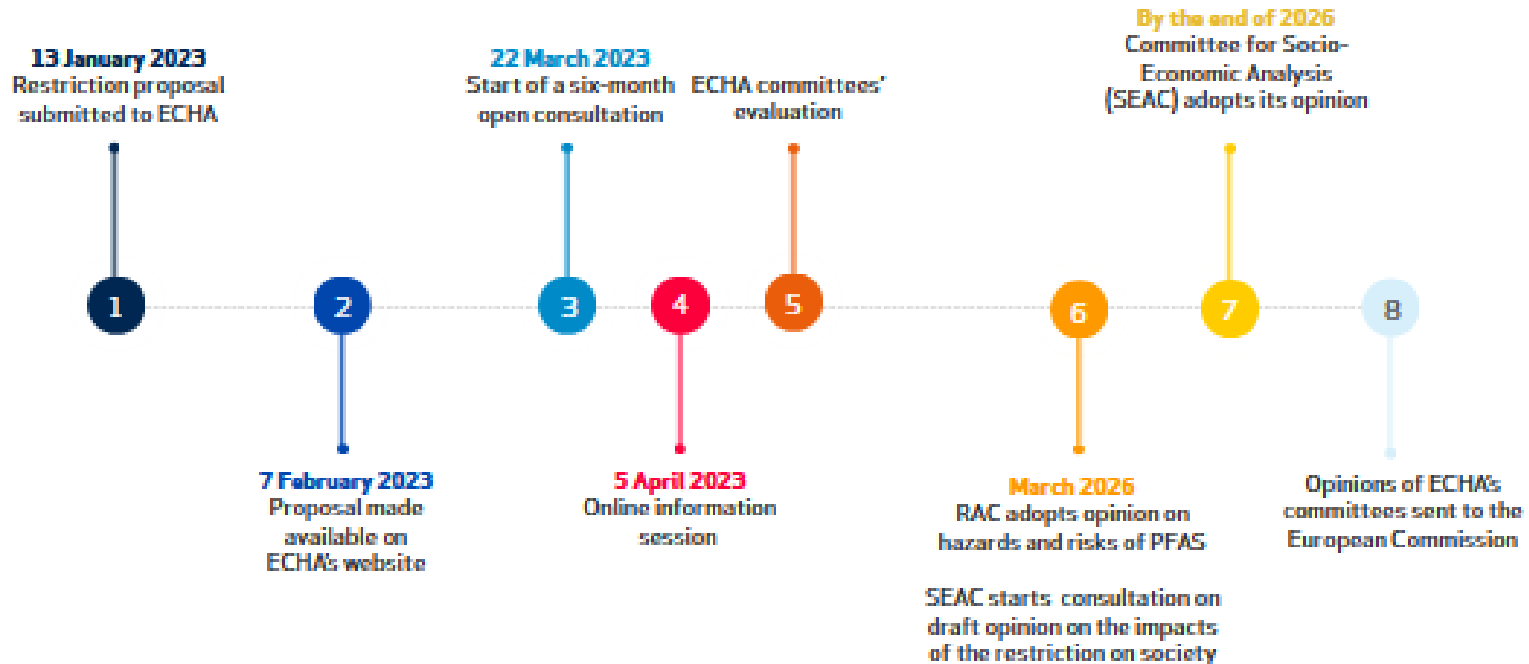 13 January 2023
Restriction proposal
submitted to ECHA
22 March 2023
Start of a six-month
open consultation
ECHA committees'
evaluation
By the end of 2026
Committee for Socio-
Economic Analysis
(SEAC) adopts its opinion
1
2
3
4
5
6
7
8
7 February 2023
Proposal made
available on
ECHA's website
5 April 2023
Online information
session
March 2026
RAC adopts opinion on
hazards and risks of PFAS
SEAC starts consultation on
draft opinion on the impacts
of the restriction on society
Opinions of ECHA's
committees sent to the
European Commission